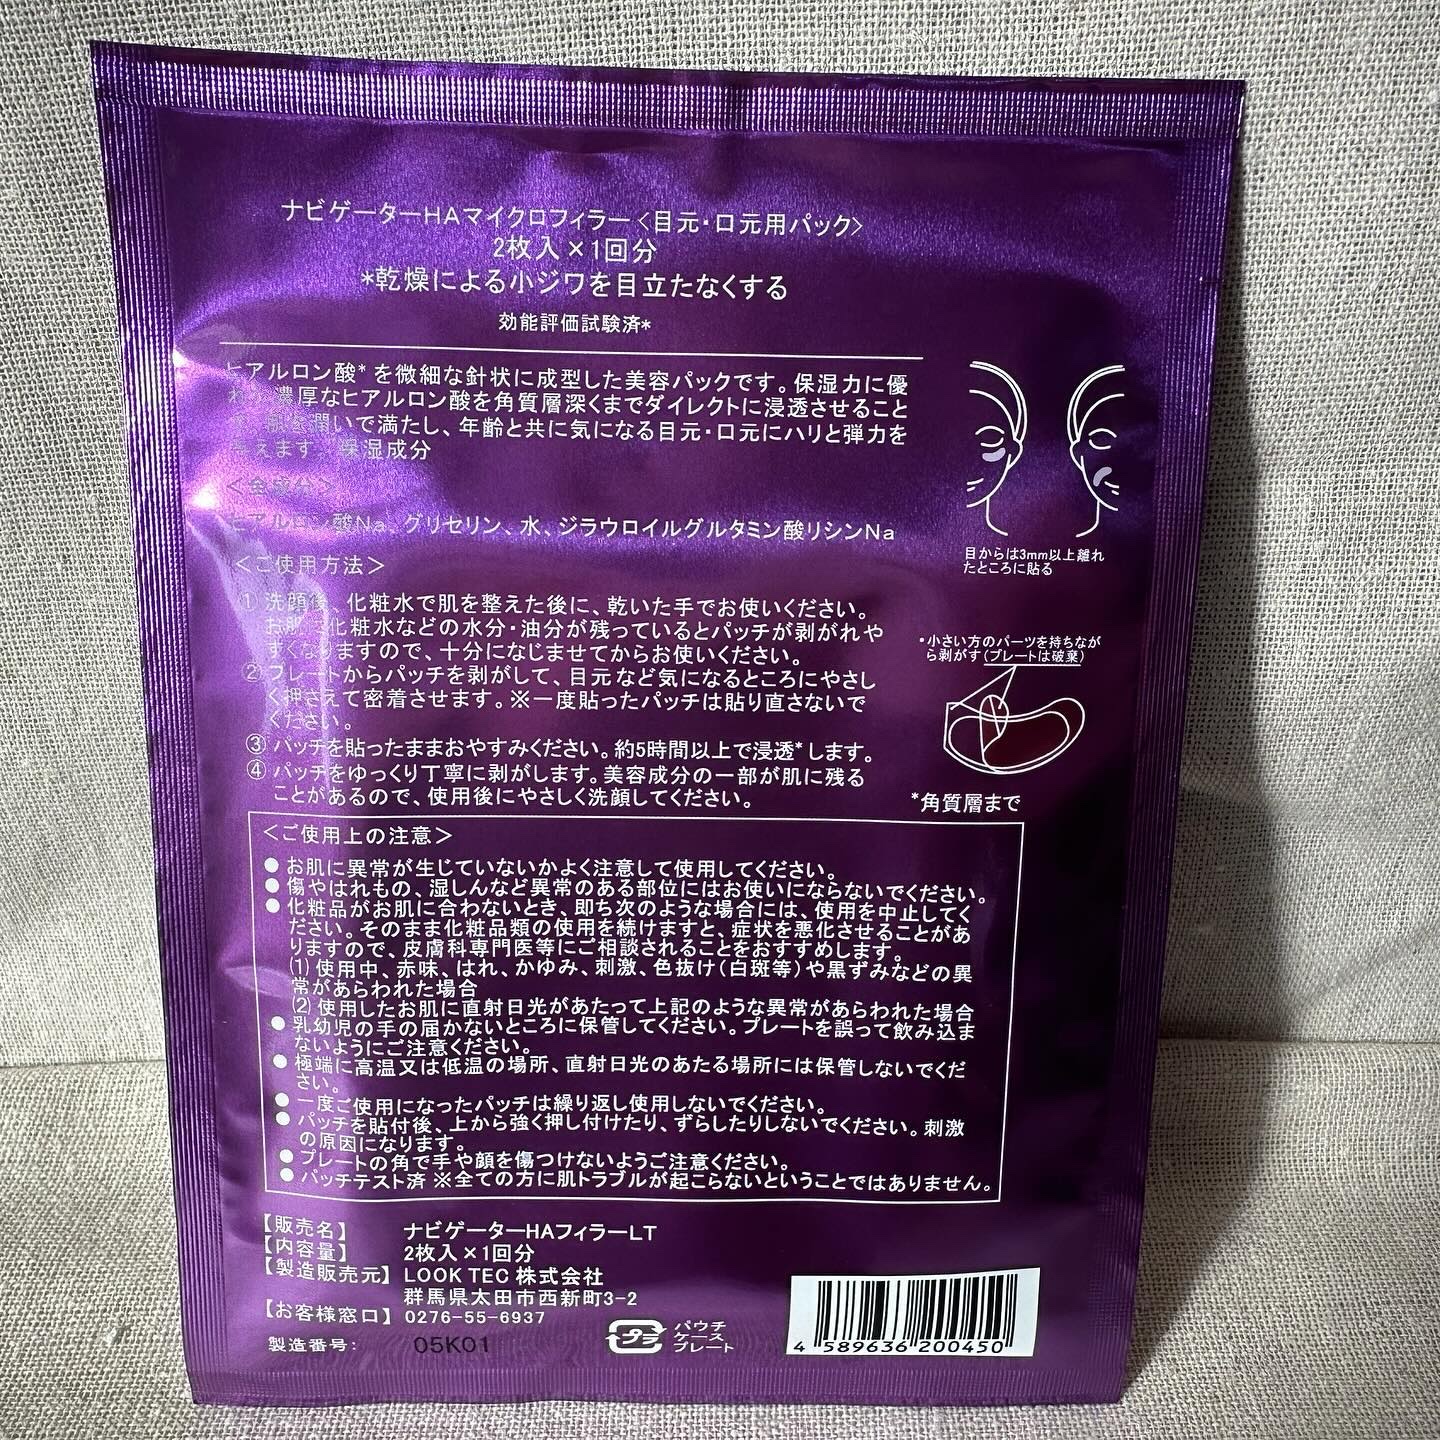 ナビゲーターHAマイクロフィラー〈目元・口元用パック〉
2枚入×1回分
*乾燥による小ジワを目立たなくする
効能評価試験済*
ヒアルロン酸*を微細な針状に成型した美容パックです。保湿力に優
れ 濃厚なヒアルロン酸を角質層深くまでダイレクトに浸透させること
肌を潤いで満たし、年齢と共に気になる目元・口元にハリと弾力を
与えます。 保湿成分
＜全成分＞
ヒアルロン酸Na、グリセリン、水、ジラウロイルグルタミン酸リシンNa
＜ご使用方法＞
① 洗顔後、化粧水で肌を整えた後に、乾いた手でお使いください。
お肌に化粧水などの水分・油分が残っているとパッチが剥がれや
すくなりますので、十分になじませてからお使いください。
② プレートからパッチを剥がして、目元など気になるところにやさし
く押さえて密着させます。※一度貼ったパッチは貼り直さないで
ください。
③ パッチを貼ったままおやすみください。約5時間以上で浸透*します。
④ パッチをゆっくり丁寧に剥がします。美容成分の一部が肌に残る
ことがあるので、使用後にやさしく洗顔してください。
目からは3mm以上離れ
たところに貼る
・小さい方のパーツを持ちなが
ら剥がす(プレートは破棄)
*角質層まで
＜ご使用上の注意＞
● お肌に異常が生じていないかよく注意して使用してください。
● 傷やはれもの、湿しんなど異常のある部位にはお使いにならないでください。
● 化粧品がお肌に合わないとき、即ち次のような場合には、使用を中止してく
ださい。そのまま化粧品類の使用を続けますと、症状を悪化させることがあ
りますので、皮膚科専門医等にご相談されることをおすすめします。
(1) 使用中、赤味、はれ、かゆみ、刺激、色抜け(白斑等)や黒ずみなどの異
常があらわれた場合
(2) 使用したお肌に直射日光があたって上記のような異常があらわれた場合
● 乳幼児の手の届かないところに保管してください。プレートを誤って飲み込ま
ないようにご注意ください。
● 極端に高温又は低温の場所、直射日光のあたる場所には保管しないでくだ
さい。
● 一度ご使用になったパッチは繰り返し使用しないでください。
● パッチを貼付後、上から強く押し付けたり、ずらしたりしないでください。刺激
の原因になります。
● プレートの角で手や顔を傷つけないようご注意ください。
● パッチテスト済 ※全ての方に肌トラブルが起こらないということではありません。
【販売名】 ナビゲーターHAフィラーLT
【内容量】 2枚入×1回分
【製造販売元】 LOOK TEC 株式会社
群馬県太田市西新町3-2
【お客様窓口】 0276-55-6937
製造番号: 05K01
プラ
パウチ
ケース
プレート
4 589636 200450